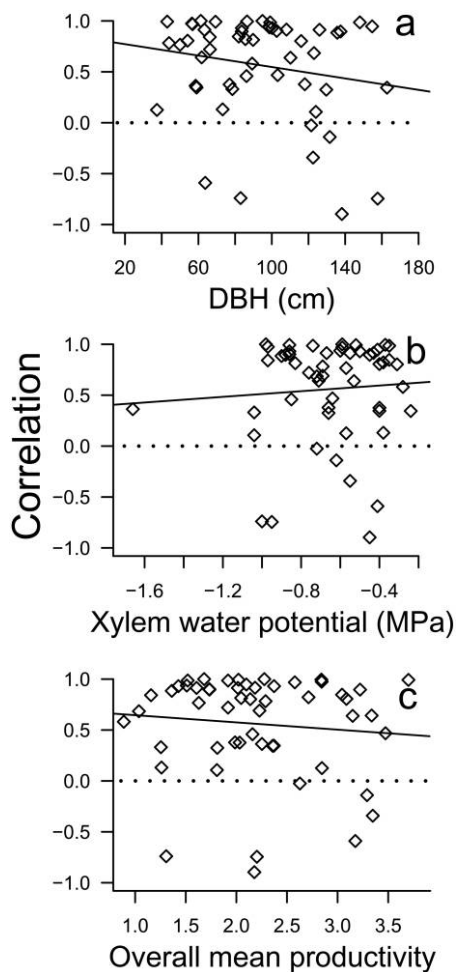 a
1.0
0.5
0.0
−0.5
−1.0
20 60 100 140 180
DBH (cm)
b
1.0
0.5
0.0
−0.5
−1.0
−1.6 −1.2 −0.8 −0.4
Xylem water potential (MPa)
Correlation
c
1.0
0.5
0.0
−0.5
−1.0
1.0 1.5 2.0 2.5 3.0 3.5
Overall mean productivity